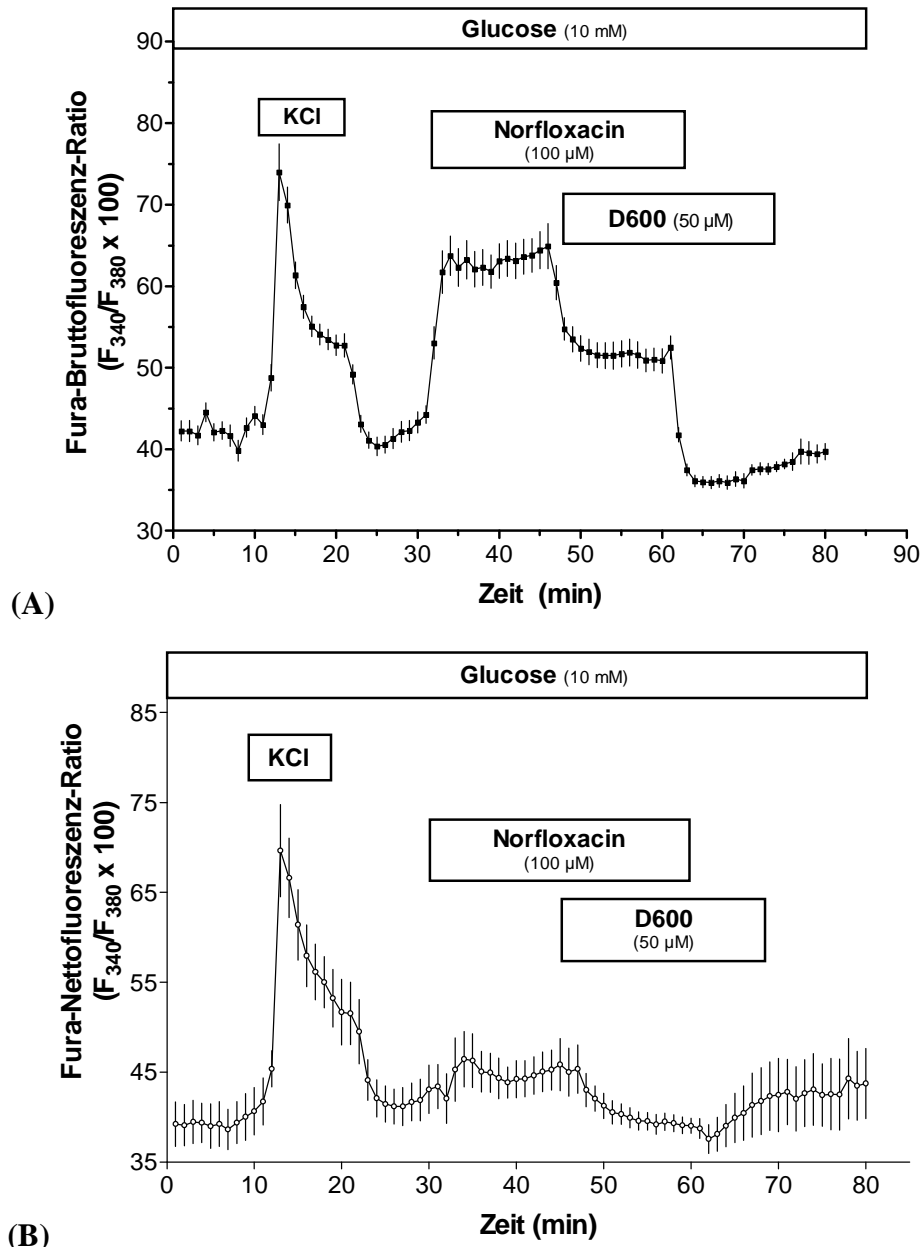 Glucose (10 mM)
90
KCl
80
Norfloxacin
(100 µM)
70
D600 (50 µM)
60
50
40
30
Fura-Bruttofluoreszenz-Ratio
(F340/F380 x 100)
0 10 20 30 40 50 60 70 80 90
Zeit (min)
(A)
Glucose (10 mM)
85
KCl
75
Norfloxacin
(100 µM)
65
D600
(50 µM)
55
45
35
Fura-Nettofluoreszenz-Ratio
(F340/F380 x 100)
0 10 20 30 40 50 60 70 80
Zeit (min)
(B)